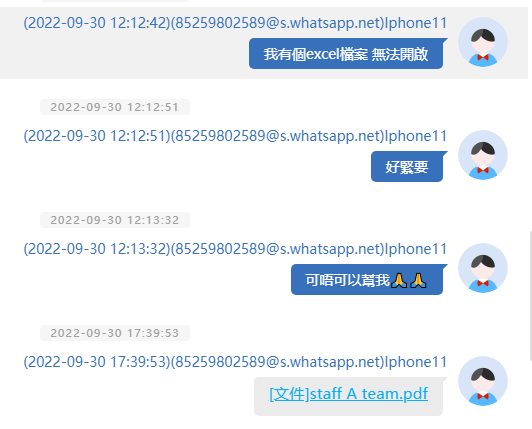 (2022-09-30 12:12:42)(85259802589@s.whatsapp.net)Iphone11
我有個excel檔案 無法開啟
2022-09-30 12:12:51
(2022-09-30 12:12:51)(85259802589@s.whatsapp.net)Iphone11
好緊要
2022-09-30 12:13:32
(2022-09-30 12:13:32)(85259802589@s.whatsapp.net)Iphone11
可唔可以幫我🙏🙏
2022-09-30 17:39:53
(2022-09-30 17:39:53)(85259802589@s.whatsapp.net)Iphone11
[文件]staff A team.pdf